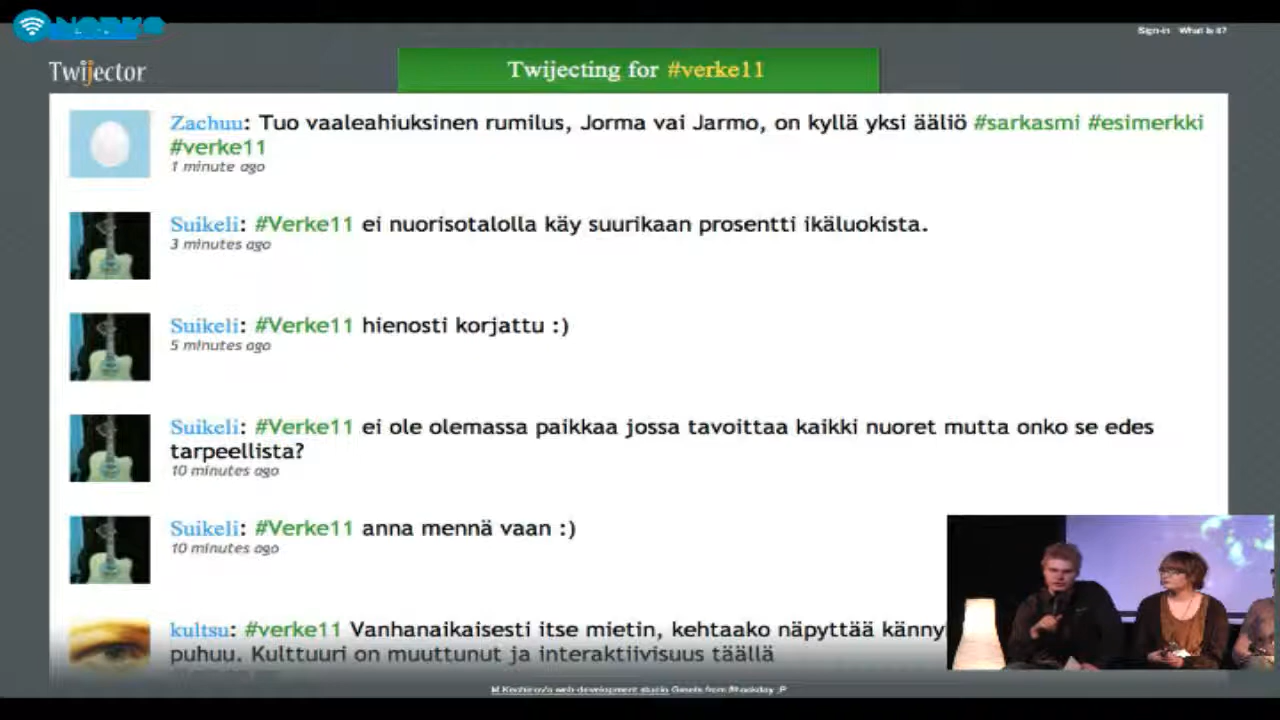 Sign-in What is it?
Twijector
Twijecting for #verke11
Zachuu: Tuo vaaleahiuksinen rumilus, Jorma vai Jarmo, on kyllä yksi ääliö #sarkasmi #esimerkki
#verke11
1 minute ago
Suikeli: #Verke11 ei nuorisotalolla käy suurikaan prosentti ikäluokista.
3 minutes ago
Suikeli: #Verke11 hienosti korjattu :)
5 minutes ago
Suikeli: #Verke11 ei ole olemassa paikkaa jossa tavoittaa kaikki nuoret mutta onko se edes
tarpeellista?
10 minutes ago
Suikeli: #Verke11 anna mennä vaan :)
10 minutes ago
kultsu: #verke11 Vanhanaikaisesti itse mietin, kehtaako näpyttää känny
puhuu. Kulttuuri on muuttunut ja interaktiivisuus täällä
web development studio